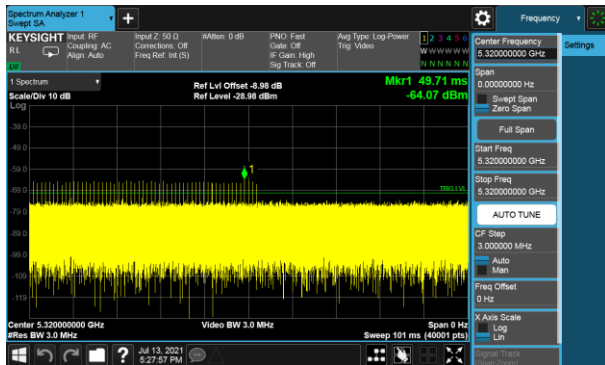 Spectrum Analyzer 1
Swept SA
Frequency
KEYSIGHT
Input: RF
Input Z: 50 Ω
#Atten: 0 dB
PNO: Fast
Avg Type: Log-Power
1 2 3 4 5 6
RL
Coupling: AC
Corrections: Off
Gate: Off
Trig: Video
W W W W W W
Align: Auto
Freq Ref: Int (S)
IF Gain: High
N N N N N N
Sig Track: Off
1 Spectrum
Ref Lvl Offset -8.98 dB
Mkr1 49.71 ms
Scale/Div 10 dB
Ref Level -28.98 dBm
-64.07 dBm
Log
-39.0
-49.0
-59.0
1
-69.0
TRIG LVL
-79.0
-89.0
-99.0
-109
-119
Center 5.320000000 GHz
Video BW 3.0 MHz
Span 0 Hz
#Res BW 3.0 MHz
Sweep 101 ms (40001 pts)
Center Frequency
5.320000000 GHz
Settings
Span
0.00000000 Hz
Swept Span
Zero Span
Full Span
Start Freq
5.320000000 GHz
Stop Freq
5.320000000 GHz
AUTO TUNE
CF Step
3.000000 MHz
Auto
Man
Freq Offset
0 Hz
X Axis Scale
Log
Lin
Signal Track
(Span Zoom)
?
Jul 13, 2021
5:27:57 PM